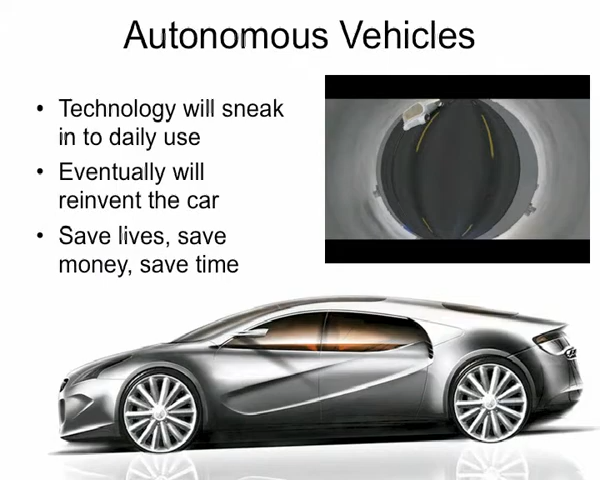 Autonomous Vehicles
• Technology will sneak
in to daily use
• Eventually will
reinvent the car
• Save lives, save
money, save time